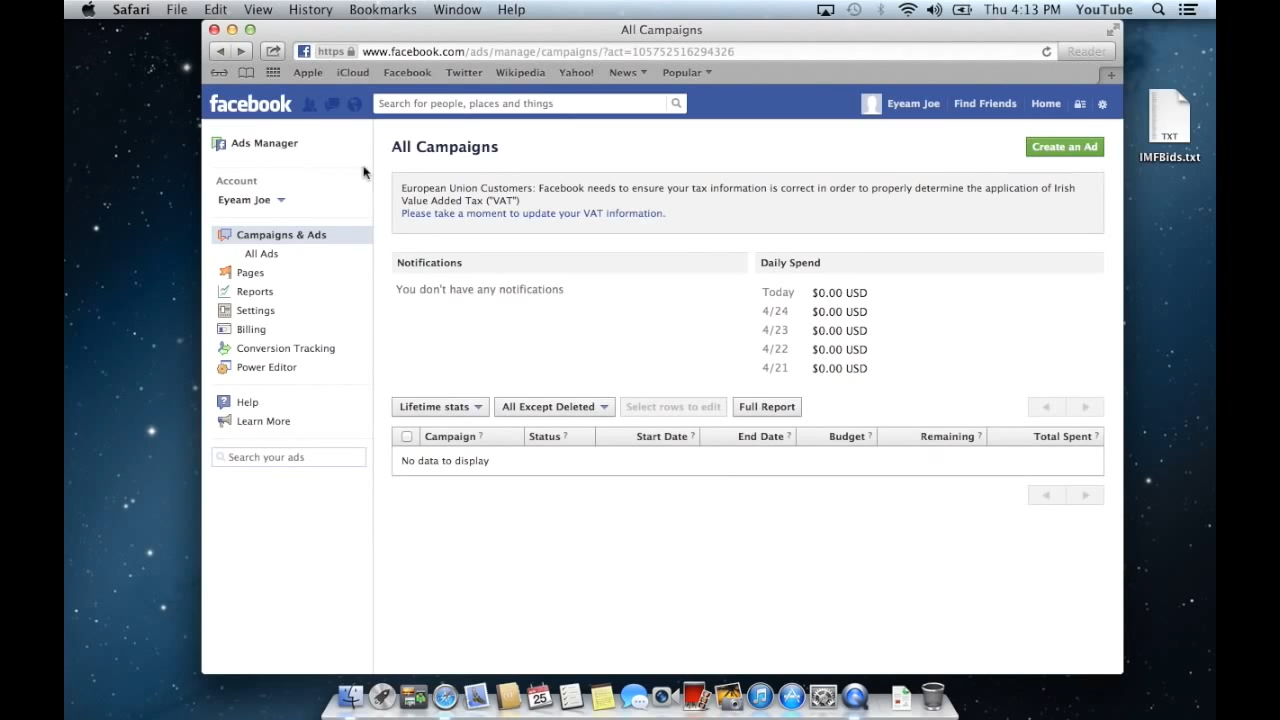 Safari File Edit View History Bookmarks Window Help Thu 4:13 PM YouTube
All Campaigns
https www.facebook.com/ads/manage/campaigns/?act=105752516294326 Reader
Apple iCloud Facebook Twitter Wikipedia Yahoo! News Popular +
facebook Search for people, places and things Eyeam Joe Find Friends Home
TXT
IMFBids.txt
Ads Manager
Account
Eyeam Joe
Campaigns & Ads
All Ads
Pages
Reports
Settings
Billing
Conversion Tracking
Power Editor
Help
Learn More
Search your ads
All Campaigns Create an Ad
European Union Customers: Facebook needs to ensure your tax information is correct in order to properly determine the application of Irish
Value Added Tax ("VAT")
Please take a moment to update your VAT information.
Notifications
You don't have any notifications
Daily Spend
Today $0.00 USD
4/24 $0.00 USD
4/23 $0.00 USD
4/22 $0.00 USD
4/21 $0.00 USD
Lifetime stats All Except Deleted Select rows to edit Full Report
Campaign ? Status ? Start Date ? End Date ? Budget ? Remaining ? Total Spent ?
No data to display
25